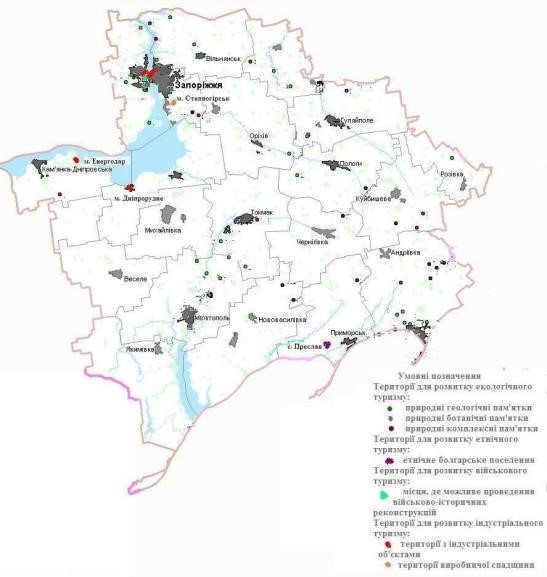 Вільнянськ
Запоріжжя
м. Степногірськ
Гуляйполе
Оріхів
м. Енергодар
Кам'янка-Дніпровська
Пологи
Розівка
м. Дніпрорудне
Куйбишеве
Токмак
Михайлівка
Чернігівка
Андріївка
Веселе
Мелітополь
Нововасилівка
Приморськ
с. Преслав
Якимівка
Умовні позначення
Території для розвитку екологічного
туризму:
природні геологічні пам'ятки
природні ботанічні пам'ятки
природні комплексні пам'ятки
Території для розвитку етнічного
туризму:
етнічне болгарське поселення
Території для розвитку військового
туризму:
місця, де можливе проведення
військово-історичних
реконструкцій
Території для розвитку індустріального
туризму:
території з індустріальними
об'єктами
території виробничої спадщини